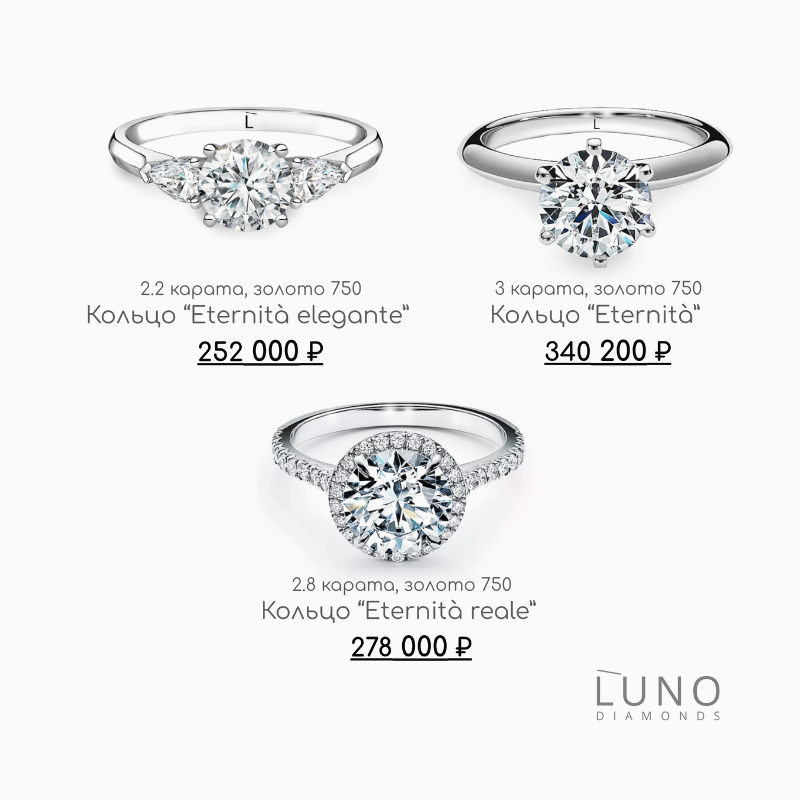 L
L
2.2 карата, золото 750
Кольцо “Eternità elegante”
252 000 ₽
3 карата, золото 750
Кольцо “Eternità”
340 200 ₽
2.8 карата, золото 750
Кольцо “Eternità reale”
278 000 ₽
LUNO
DIAMONDS